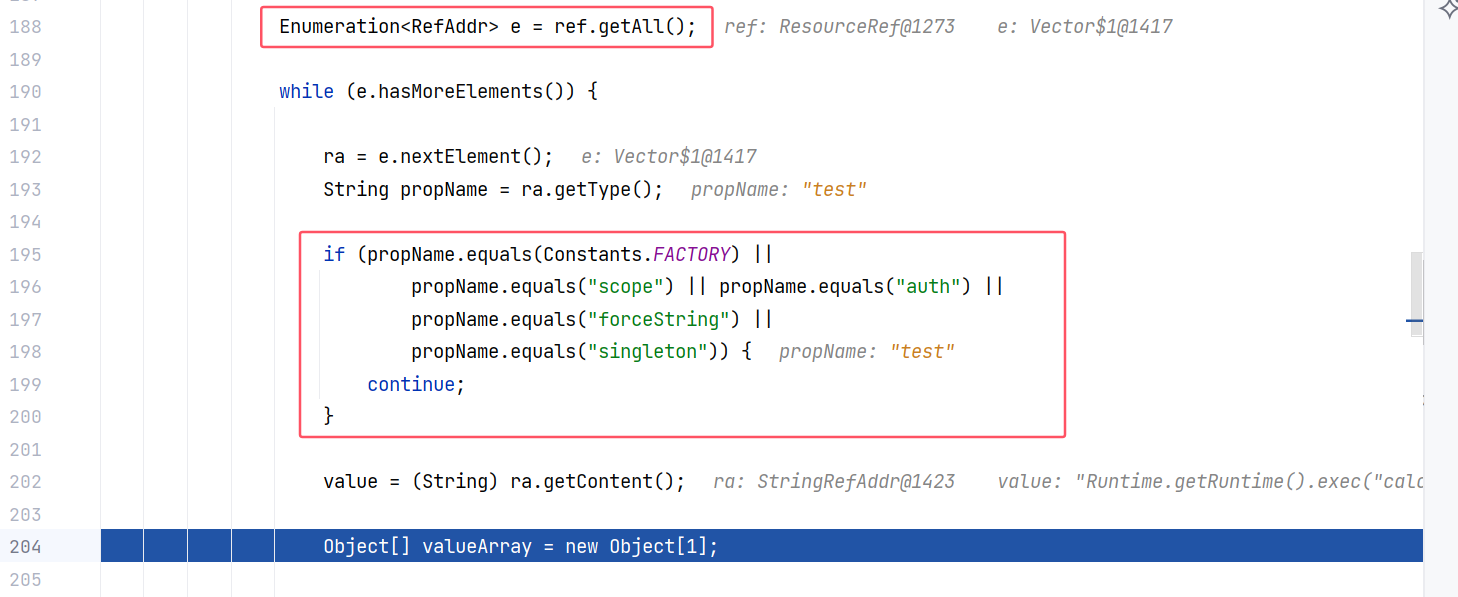 188 Enumeration<RefAddr> e = ref.getAll(); ref: ResourceRef@1273 e: Vector$1@1417
189
190 while (e.hasMoreElements()) {
191
192 ra = e.nextElement(); e: Vector$1@1417
193 String propName = ra.getType(); propName: "test"
194
195 if (propName.equals(Constants.FACTORY) ||
196 propName.equals("scope") || propName.equals("auth") ||
197 propName.equals("forceString") ||
198 propName.equals("singleton")) { propName: "test"
199 continue;
200 }
201
202 value = (String) ra.getContent(); ra: StringRefAddr@1423 value: "Runtime.getRuntime().exec("calc
203
204 Object[] valueArray = new Object[1];
205